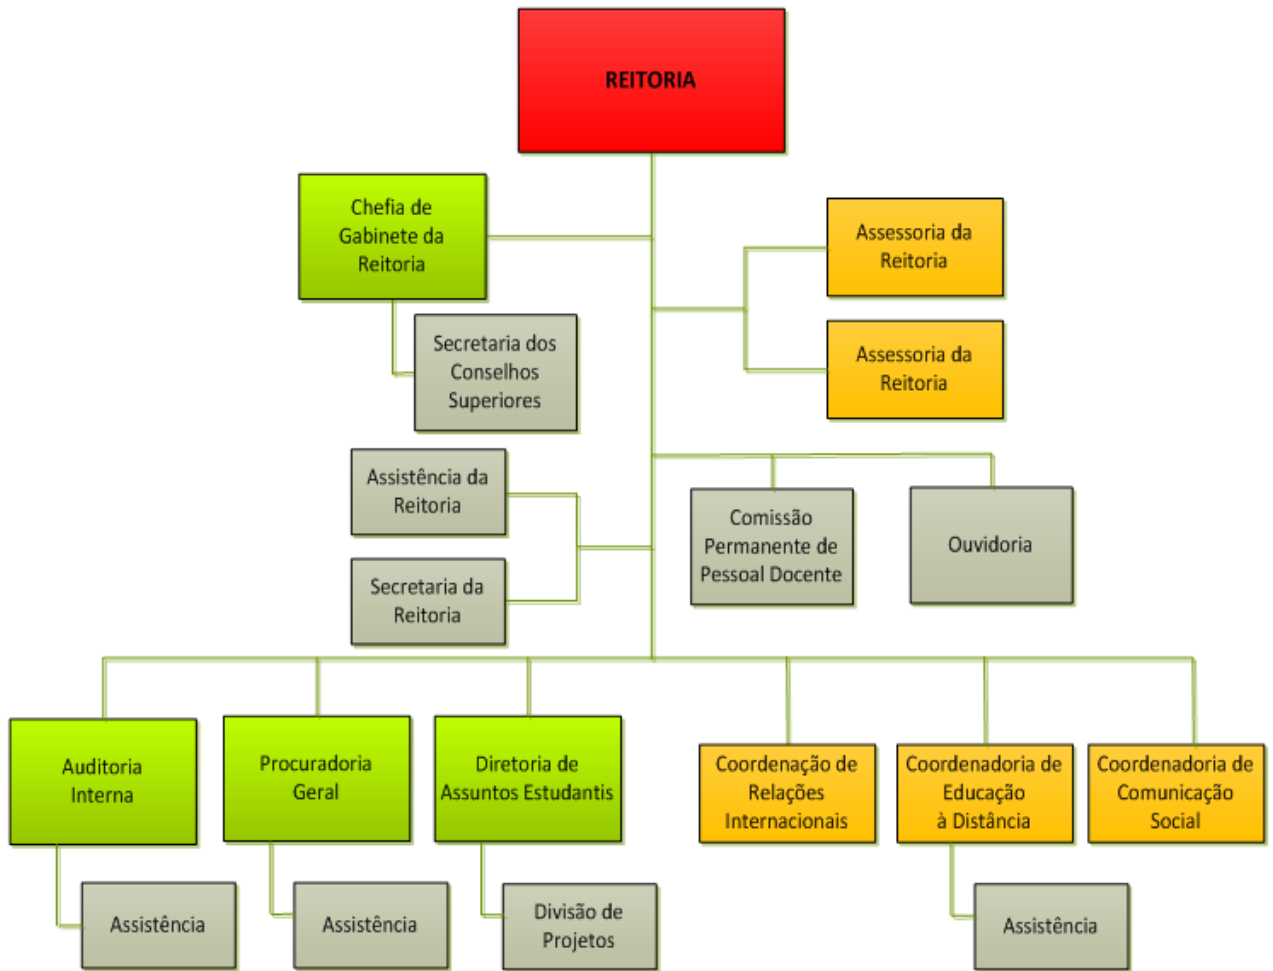 REITORIA
Chefia de
Gabinete da
Reitoria
Assessoria da
Reitoria
Secretaria dos
Conselhos
Superiores
Assessoria da
Reitoria
Assistência da
Reitoria
Comissão
Permanente de
Pessoal Docente
Ouvidoria
Secretaria da
Reitoria
Auditoria
Interna
Procuradoria
Geral
Diretoria de
Assuntos Estudantis
Coordenação de
Relações
Internacionais
Coordenadoria de
Educação
à Distância
Coordenadoria de
Comunicação
Social
Assistência
Assistência
Divisão de
Projetos
Assistência